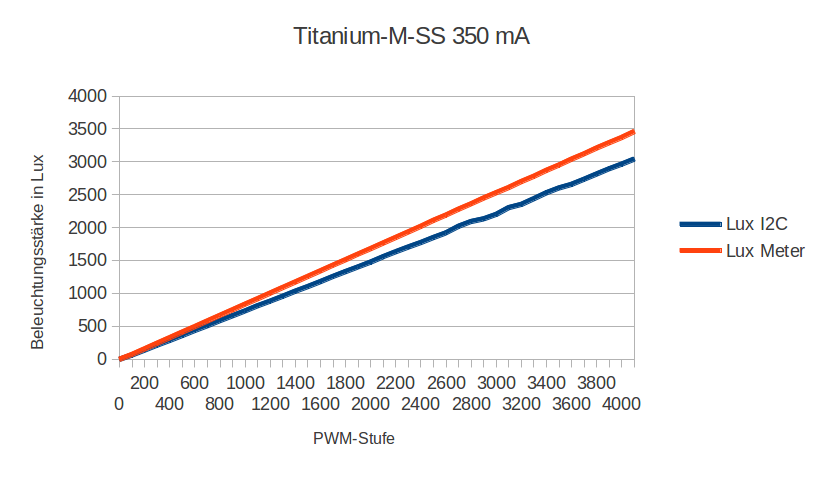 Titanium-M-SS 350 mA
4000
3500
3000
2500
2000
1500
1000
500
0
Beleuchtungsstärke in Lux
200 600 1000 1400 1800 2200 2600 3000 3400 3800
0 400 800 1200 1600 2000 2400 2800 3200 3600 4000
PWM-Stufe
Lux I2C
Lux Meter